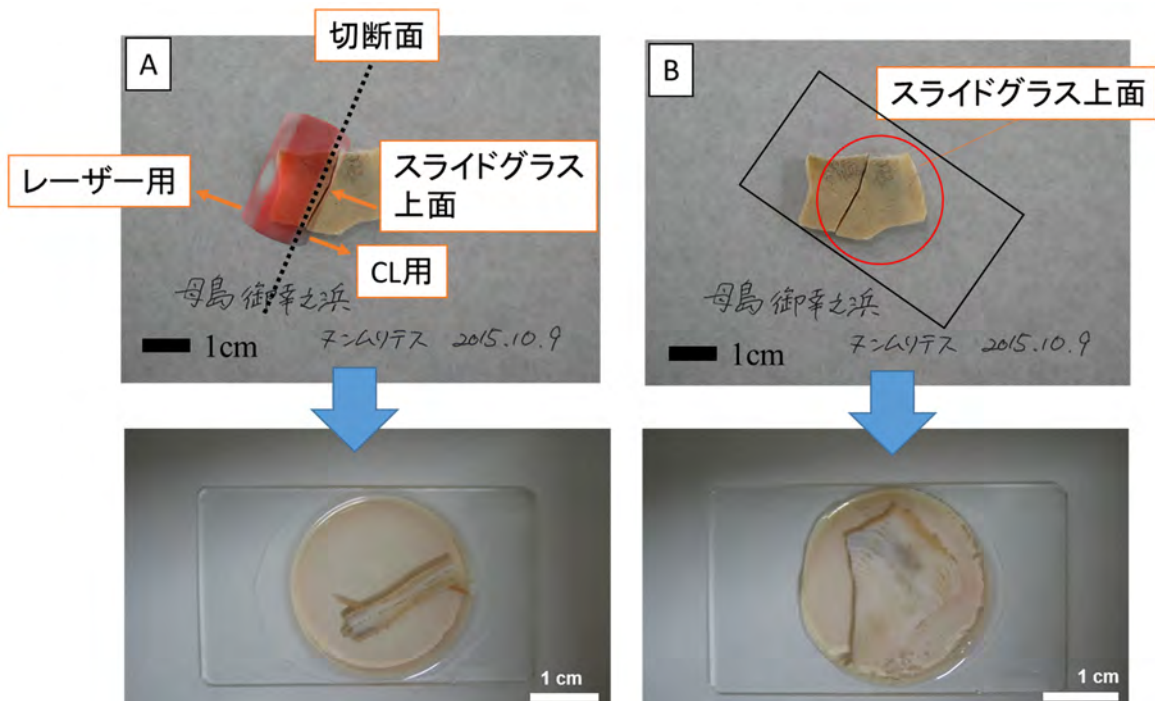 切断面
A
レーザー用
スライドグラス
上面
CL用
母島 御幸之浜
1cm
ヌンムリテス 2015.10.9
B
スライドグラス上面
母島 御幸之浜
1cm
ヌンムリテス 2015.10.9
1 cm
1 cm